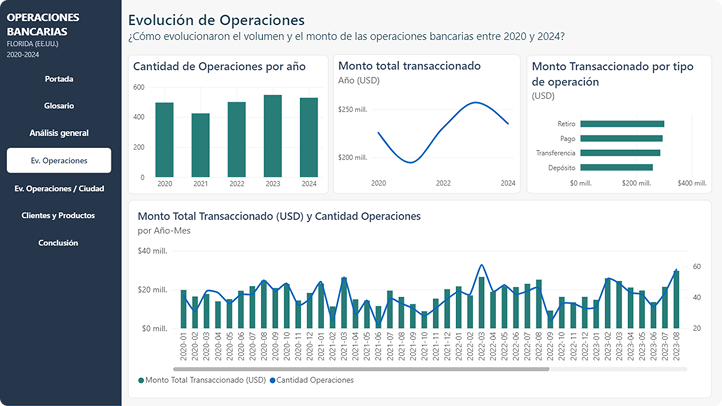 OPERACIONES
BANCARIAS
FLORIDA (EE.UU.)
2020-2024
Portada
Glosario
Análisis general
Ev. Operaciones
Ev. Operaciones / Ciudad
Clientes y Productos
Conclusión
Evolución de Operaciones
¿Cómo evolucionaron el volumen y el monto de las operaciones bancarias entre 2020 y 2024?
Cantidad de Operaciones por año
600
400
200
0
2020 2021 2022 2023 2024
Monto total transaccionado
Año (USD)
$250 mill.
$200 mill.
2020 2022 2024
Monto Transaccionado por tipo
de operación
(USD)
Retiro
Pago
Transferencia
Depósito
$0 mill. $200 mill. $400 mill.
Monto Total Transaccionado (USD) y Cantidad Operaciones
por Año-Mes
$40 mill.
$20 mill.
$0 mill.
60
40
20
2020-01 2020-02 2020-03 2020-04 2020-05 2020-06 2020-07 2020-08 2020-09 2020-10 2020-11 2020-12 2021-01 2021-02 2021-03 2021-04 2021-05 2021-06 2021-07 2021-08 2021-09 2021-10 2021-11 2021-12 2022-01 2022-02 2022-03 2022-04 2022-05 2022-06 2022-07 2022-08 2022-09 2022-10 2022-11 2022-12 2023-01 2023-02 2023-03 2023-04 2023-05 2023-06 2023-07 2023-08
Monto Total Transaccionado (USD) Cantidad Operaciones